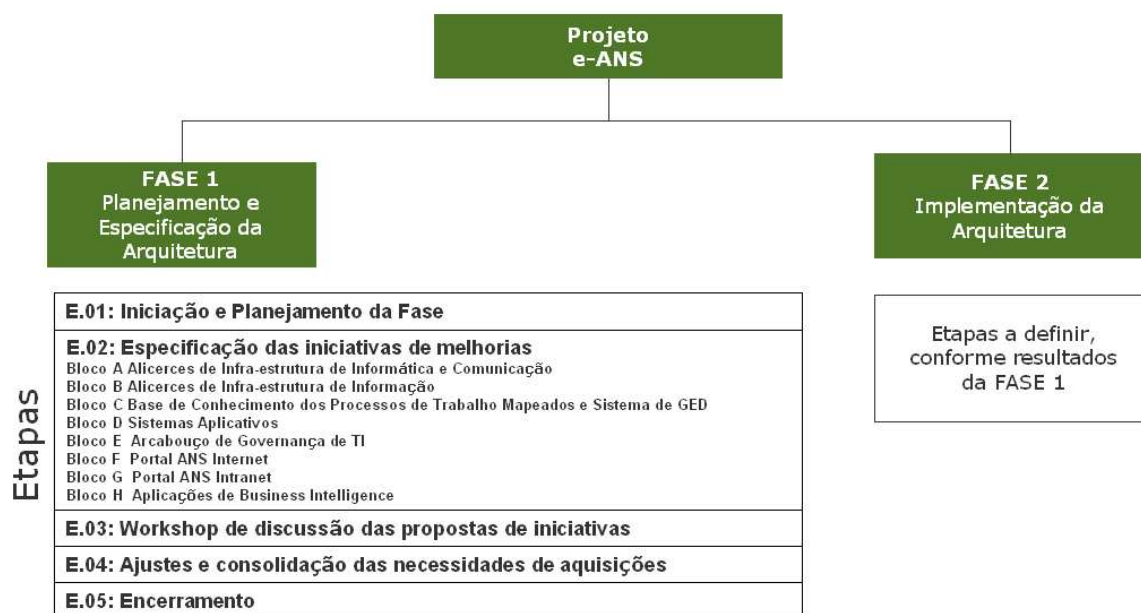 Projeto
e-ANS
FASE 1
Planejamento e
Especificação da
Arquitetura
FASE 2
Implementação da
Arquitetura
Etapas
E.01: Iniciação e Planejamento da Fase
E.02: Especificação das iniciativas de melhorias
Bloco A Alicerces de Infra-estrutura de Informática e Comunicação
Bloco B Alicerces de Infra-estrutura de Informação
Bloco C Base de Conhecimento dos Processos de Trabalho Mapeados e Sistema de GED
Bloco D Sistemas Aplicativos
Bloco E Arcabouço de Governança de TI
Bloco F Portal ANS Internet
Bloco G Portal ANS Intranet
Bloco H Aplicações de Business Intelligence
E.03: Workshop de discussão das propostas de iniciativas
E.04: Ajustes e consolidação das necessidades de aquisições
E.05: Encerramento
Etapas a definir,
conforme resultados
da FASE 1